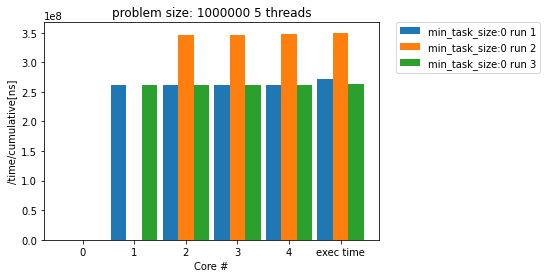 problem size: 1000000 5 threads
1e8
3.5
3.0
2.5
2.0
1.5
1.0
0.5
0.0
/time/cumulative[ns]
0 1 2 3 4 exec time
Core #
min_task_size:0 run 1
min_task_size:0 run 2
min_task_size:0 run 3